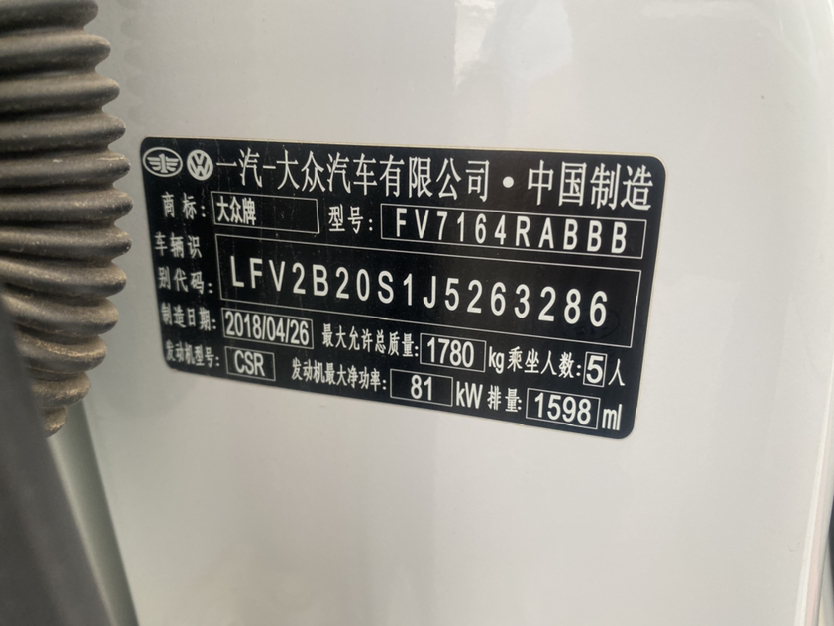 一汽-大众汽车有限公司·中国制造
商标: 大众牌 型号: FV7164RABBB
车辆识别代码: LFV2B20S1J5263286
制造日期: 2018/04/26 最大允许总质量: 1780 kg 乘坐人数: 5 人
发动机型号: CSR 发动机最大净功率: 81 kW 排量: 1598 ml